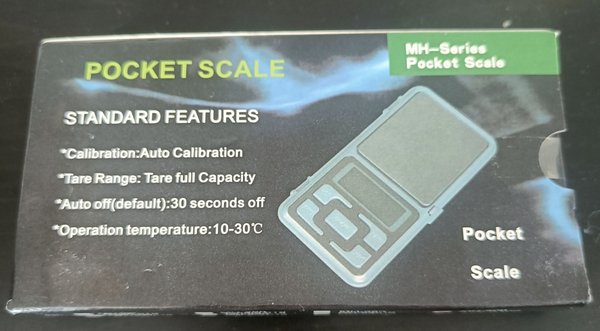 POCKET SCALE
MH-Series
Pocket Scale
STANDARD FEATURES
*Calibration:Auto Calibration
*Tare Range: Tare full Capacity
*Auto off(default):30 seconds off
*Operation temperature:10-30℃
Pocket
Scale